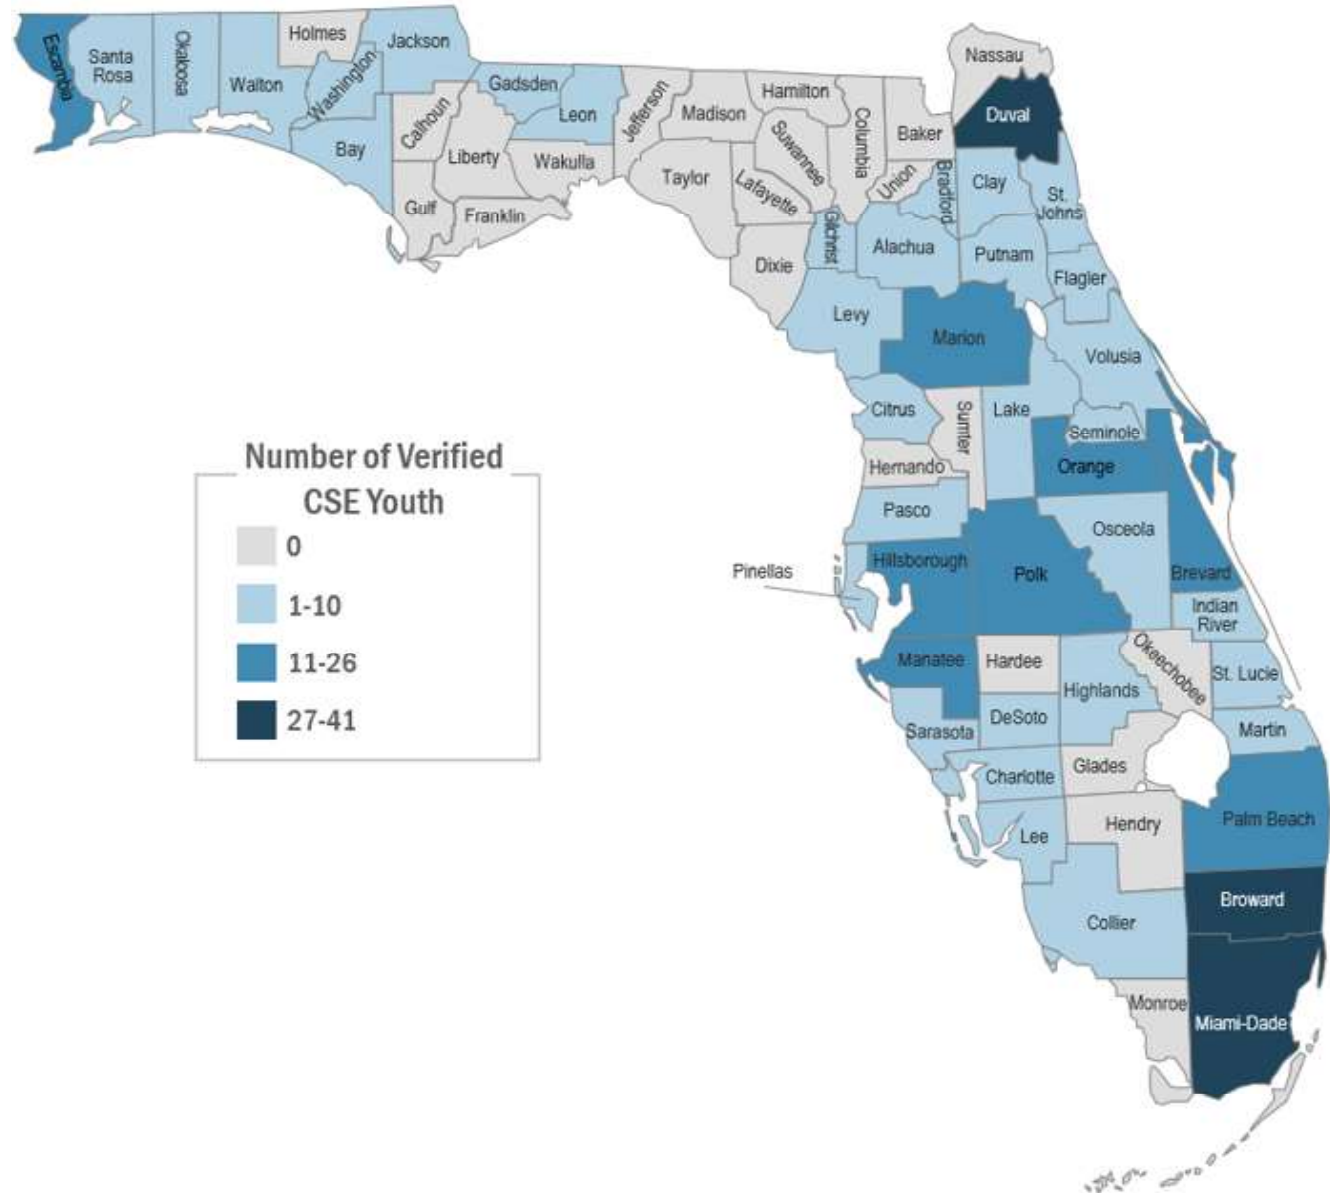 Holmes
Jackson
Escambia
Santa
Rosa
Okaloosa
Walton
Washington
Gadsden
Leon
Bay
Calhoun
Liberty
Gulf
Franklin
Wakulla
Jefferson
Madison
Hamilton
Taylor
Lafayette
Suwannee
Columbia
Baker
Nassau
Duval
Union
Bradford
Clay
St.
Johns
Dixie
Gilchrist
Alachua
Putnam
Flagler
Levy
Marion
Volusia
Citrus
Sumter
Lake
Seminole
Hernando
Orange
Pasco
Osceola
Pinellas
Hillsborough
Polk
Brevard
Indian
River
Manatee
Hardee
Highlands
Okeechobee
St. Lucie
Sarasota
DeSoto
Martin
Charlotte
Glades
Lee
Hendry
Palm Beach
Collier
Broward
Monroe
Miami-Dade
Number of Verified
CSE Youth
0
1-10
11-26
27-41